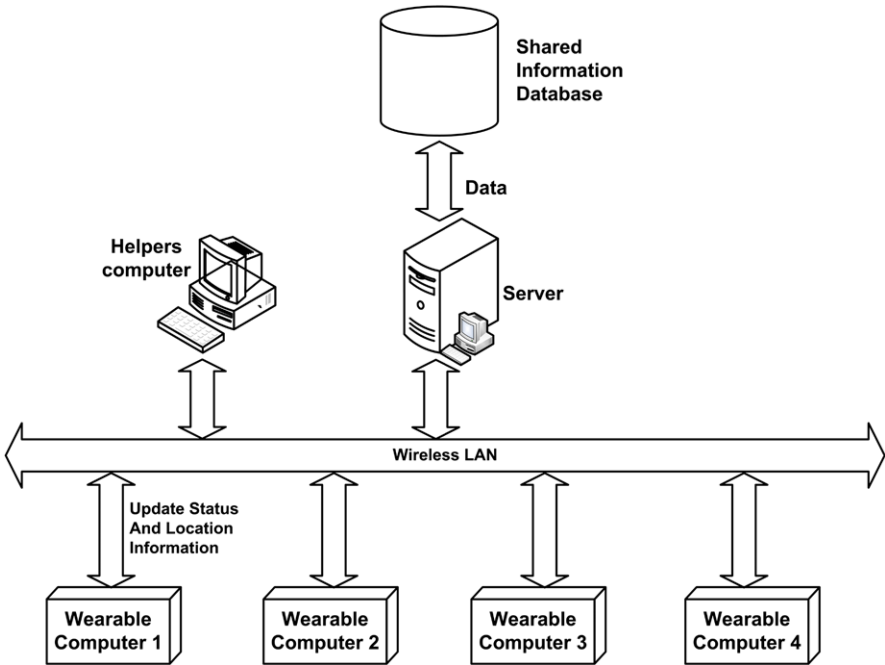 Shared
Information
Database
Data
Helpers
computer
Server
Wireless LAN
Update Status
And Location
Information
Wearable
Computer 1
Wearable
Computer 2
Wearable
Computer 3
Wearable
Computer 4